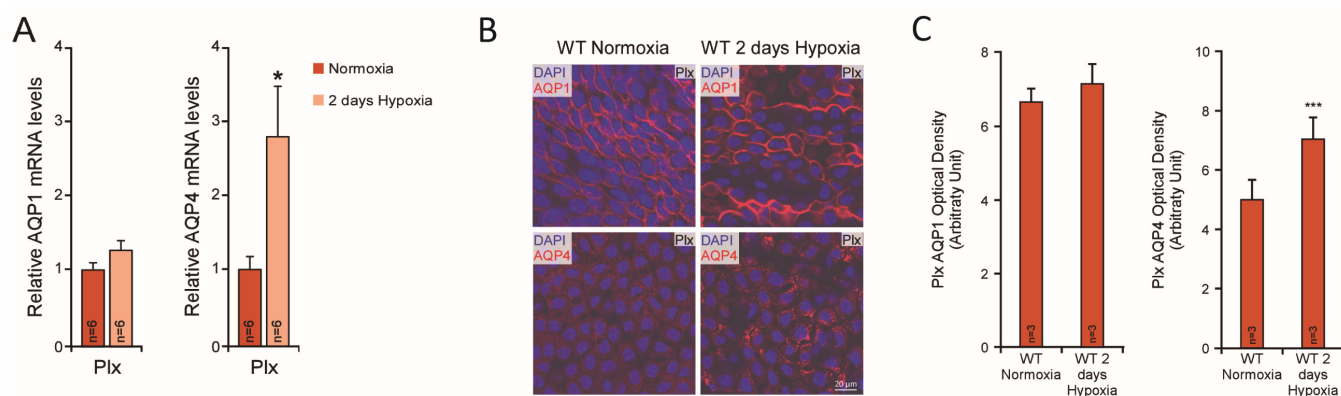 A
Relative AQP1 mRNA levels
4
3
2
1
0
n=6
n=6
Plx
Relative AQP4 mRNA levels
4
3
2
1
0
*
n=6
n=6
Plx
Normoxia
2 days Hypoxia
B
WT Normoxia
WT 2 days Hypoxia
DAPI
AQP1
Plx
DAPI
AQP1
Plx
DAPI
AQP4
Plx
DAPI
AQP4
Plx
20 µm
C
Plx AQP1 Optical Density
(Arbitraty Unit)
8
6
4
2
0
n=3
n=3
WT
Normoxia
WT 2
days
Hypoxia
Plx AQP4 Optical Density
(Arbitraty Unit)
10
8
6
4
2
0
***
n=3
n=3
WT
Normoxia
WT 2
days
Hypoxia